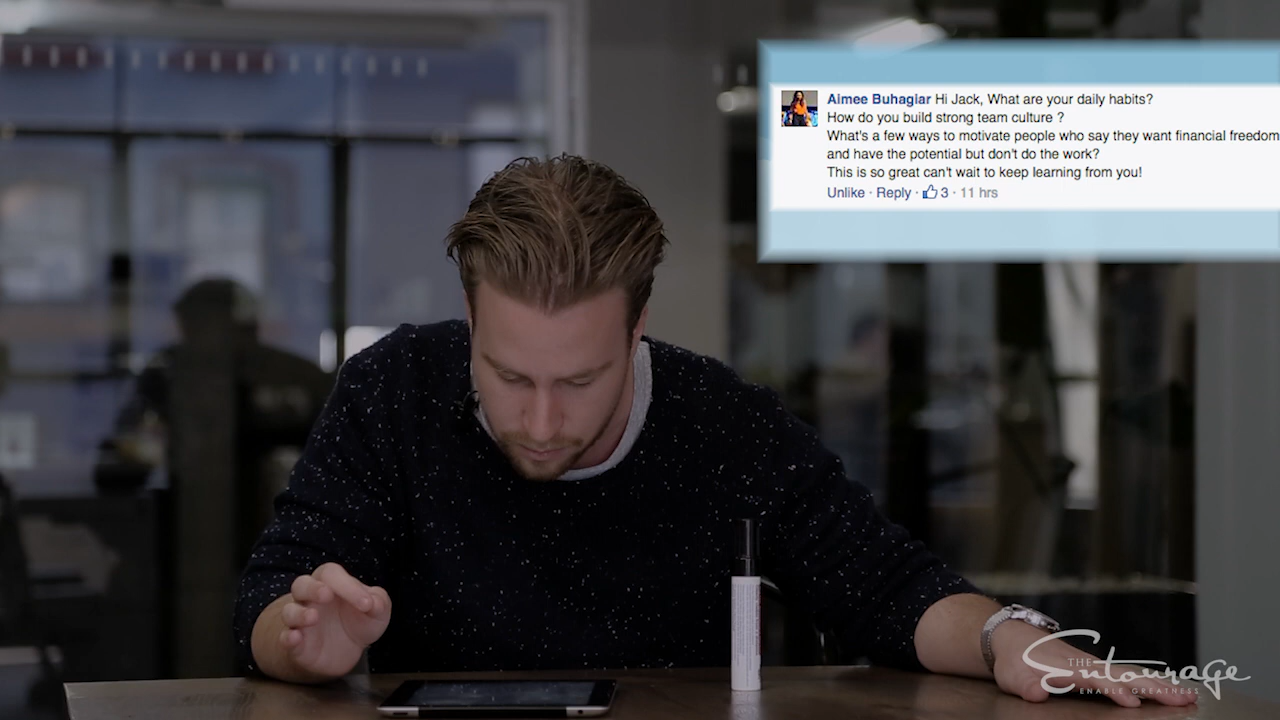 Aimee Buhagiar Hi Jack, What are your daily habits?
How do you build strong team culture ?
What's a few ways to motivate people who say they want financial freedom
and have the potential but don't do the work?
This is so great can't wait to keep learning from you!
Unlike · Reply · 3 · 11 hrs
THE
Entourage
ENABLE GREATNESS